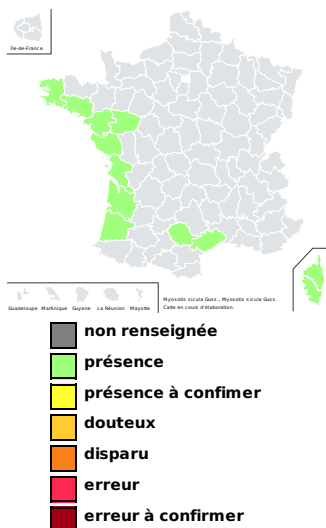 Île-de-France
Guadeloupe Martinique Guyane La Réunion Mayotte
Myosotis sicula Guss., Myosotis sicula Guss.
Carte en cours d'élaboration.
non renseignée
présence
présence à confimer
douteux
disparu
erreur
erreur à confirmer